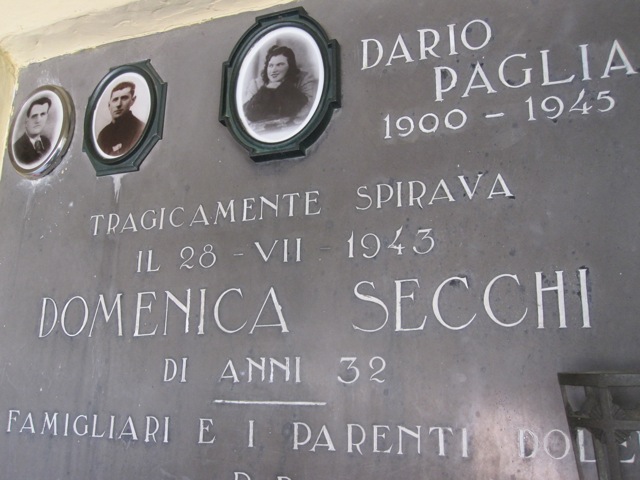 DARIO
PAGLIA
1900 - 1945
TRAGICAMENTE SPIRAVA
IL 28 - VII - 1943
DOMENICA SECCHI
DI ANNI 32
FAMIGLIARI E I PARENTI